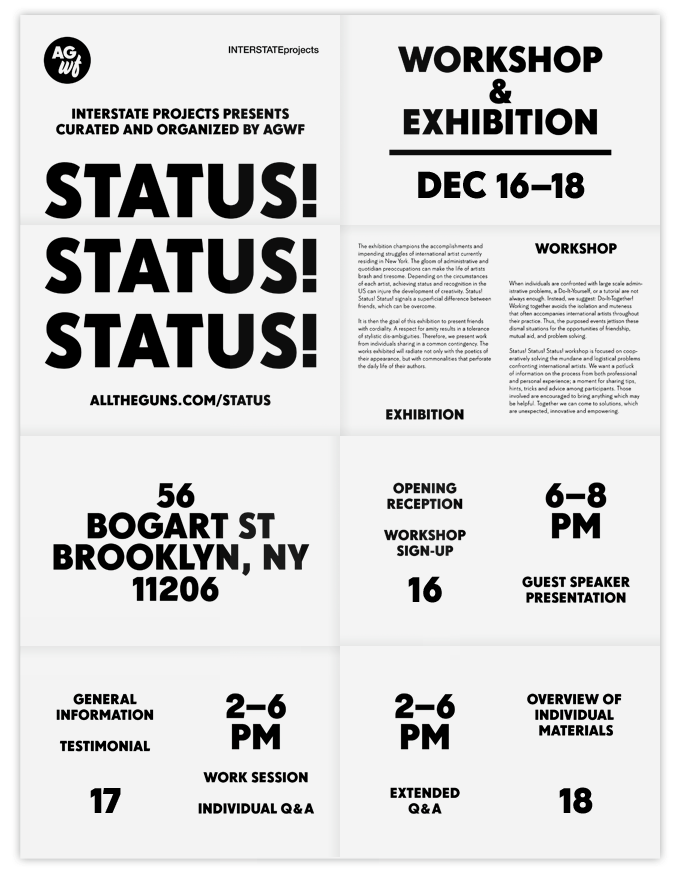 AG
wf
INTERSTATEprojects
INTERSTATE PROJECTS PRESENTS
CURATED AND ORGANIZED BY AGWF
STATUS!
STATUS!
STATUS!
ALLTHEGUNS.COM/STATUS
WORKSHOP
&
EXHIBITION
DEC 16–18
The exhibition champions the accomplishments and
impending struggles of international artist currently
residing in New York. The gloom of administrative and
quotidian preoccupations can make the life of artists
brash and tiresome. Depending on the circumstances
of each artist, achieving status and recognition in the
US can injure the development of creativity. Status!
Status! Status! signals a superficial difference between
friends, which can be overcome.
It is then the goal of this exhibition to present friends
with cordiality. A respect for amity results in a tolerance
of stylistic dis-ambiguities. Therefore, we present work
from individuals sharing in a common contingency. The
works exhibited will radiate not only with the poetics of
their appearance, but with commonalities that perforate
the daily life of their authors.
EXHIBITION
WORKSHOP
When individuals are confronted with large scale admin-
istrative problems, a Do-It-Yourself, or a tutorial are not
always enough. Instead, we suggest: Do-It-Together!
Working together avoids the isolation and muteness
that often accompanies international artists throughout
their practice. Thus, the purposed events jettison these
dismal situations for the opportunities of friendship,
mutual aid, and problem solving.
Status! Status! Status! workshop is focused on coop-
eratively solving the mundane and logistical problems
confronting international artists. We want a potluck
of information on the process from both professional
and personal experience; a moment for sharing tips,
hints, tricks and advice among participants. Those
involved are encouraged to bring anything which may
be helpful. Together we can come to solutions, which
are unexpected, innovative and empowering.
56
BOGART ST
BROOKLYN, NY
11206
OPENING
RECEPTION
WORKSHOP
SIGN-UP
16
6–8
PM
GUEST SPEAKER
PRESENTATION
GENERAL
INFORMATION
TESTIMONIAL
17
2–6
PM
WORK SESSION
INDIVIDUAL Q&A
2–6
PM
EXTENDED
Q&A
OVERVIEW OF
INDIVIDUAL
MATERIALS
18